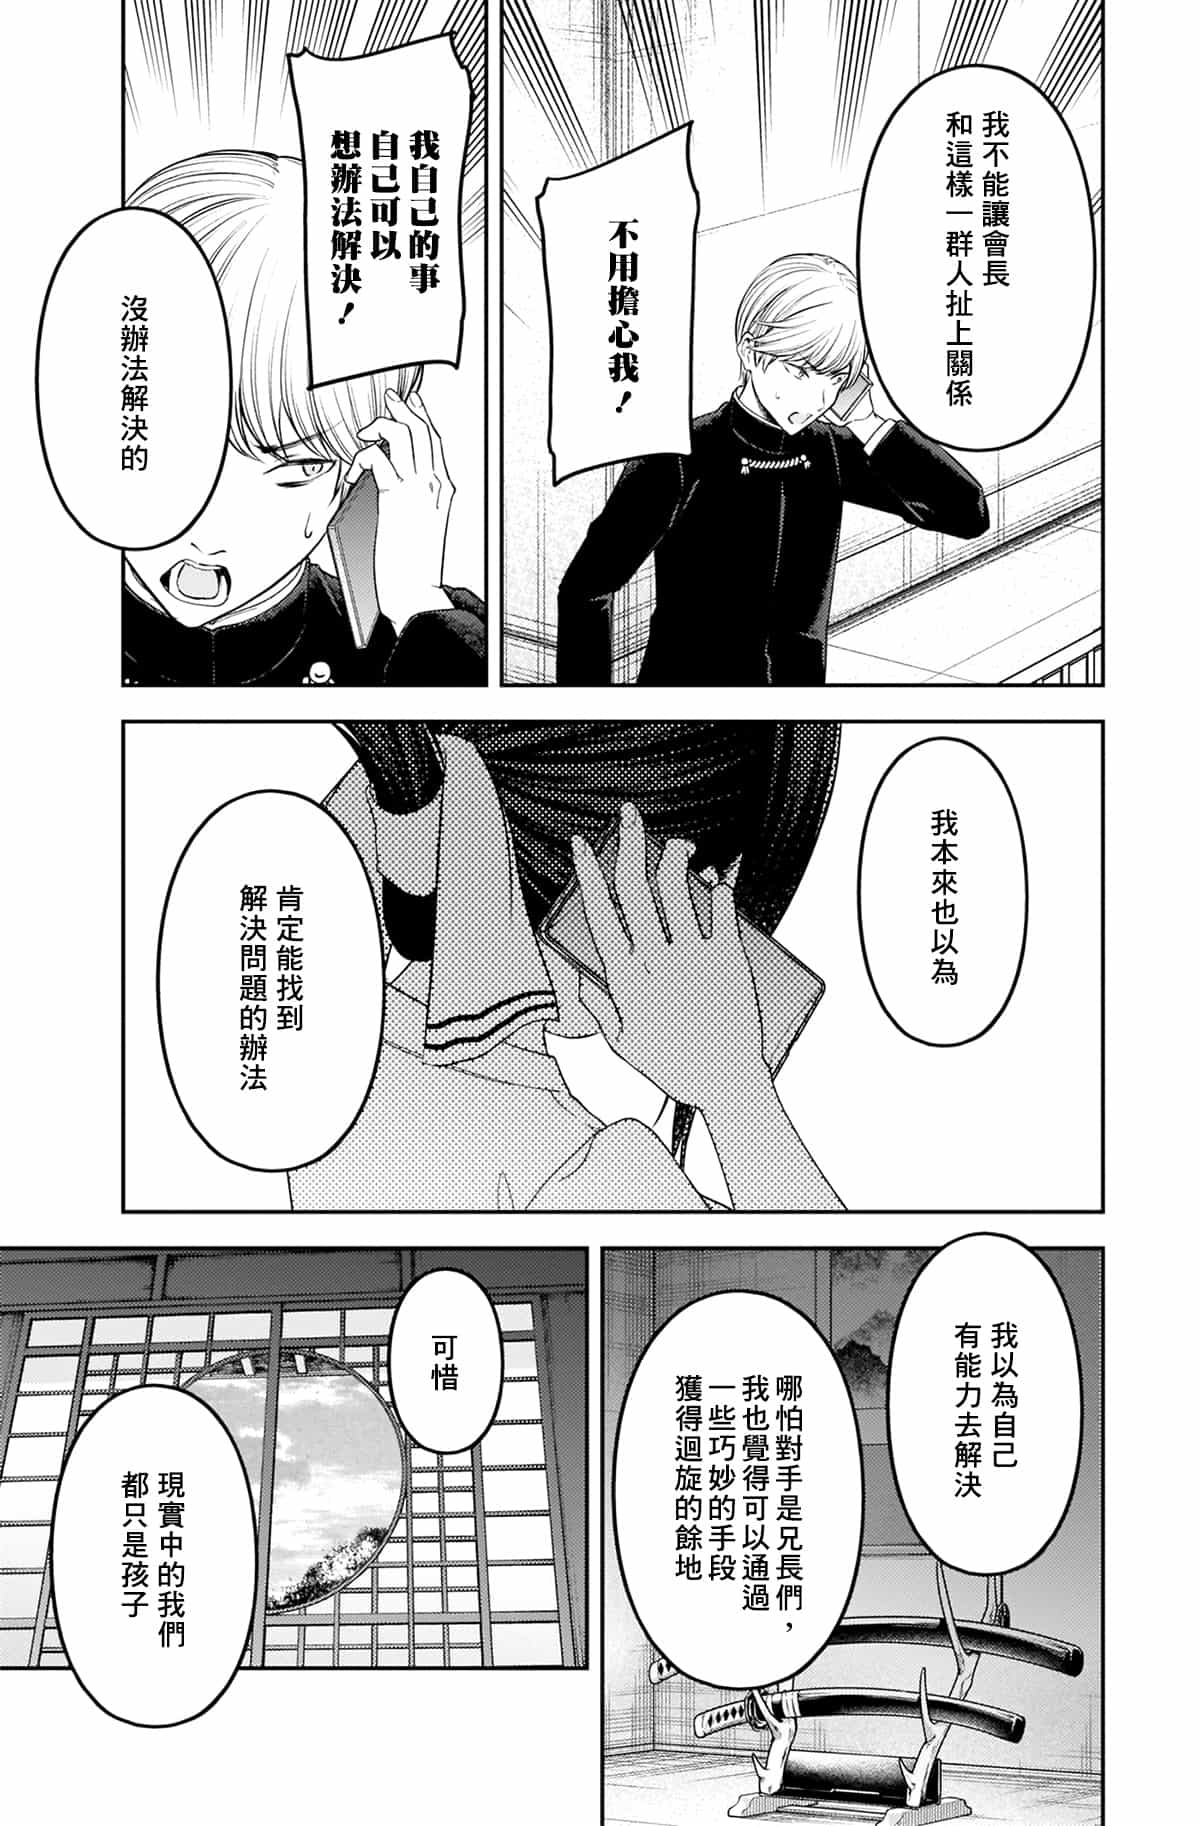 我不能讓會長
和這樣一群人扯上關係
不用擔心我！
我自己的事
自己可以
想辦法解決！
沒辦法解決的
我本來也以為
肯定能找到
解決問題的辦法
我以為自己
有能力去解決
哪怕對手是兄長們，
我也覺得可以通過
一些巧妙的手段
獲得迴旋的餘地
可惜
現實中的我們
都只是孩子